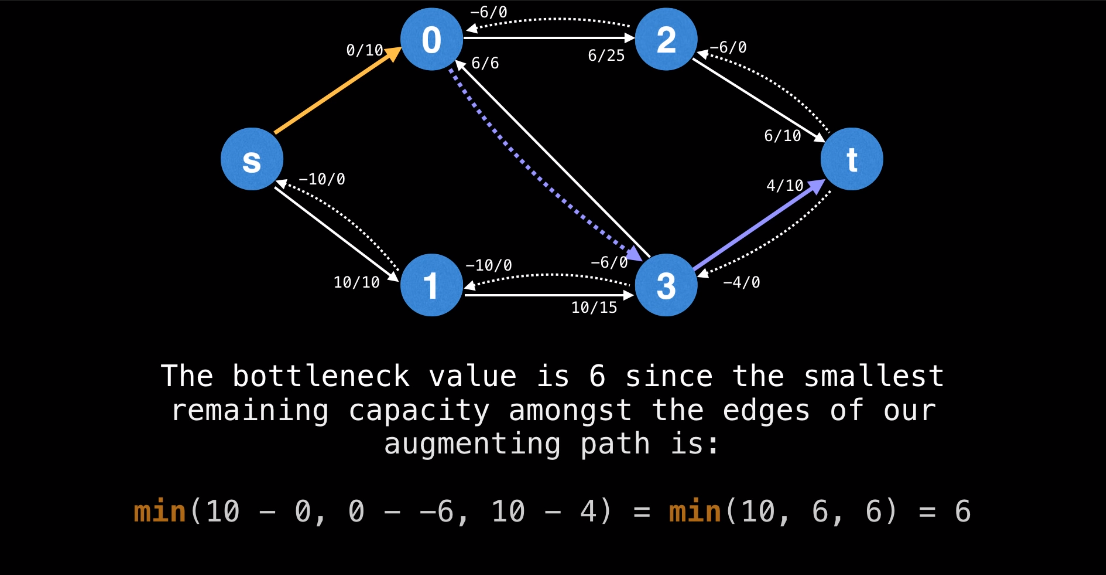 -6/0
0
2
0/10
6/6
6/25
-6/0
6/10
s
t
-10/0
4/10
10/10
1
-10/0
-6/0
3
-4/0
10/15
The bottleneck value is 6 since the smallest
remaining capacity amongst the edges of our
augmenting path is:
min(10 - 0, 0 - -6, 10 - 4) = min(10, 6, 6) = 6